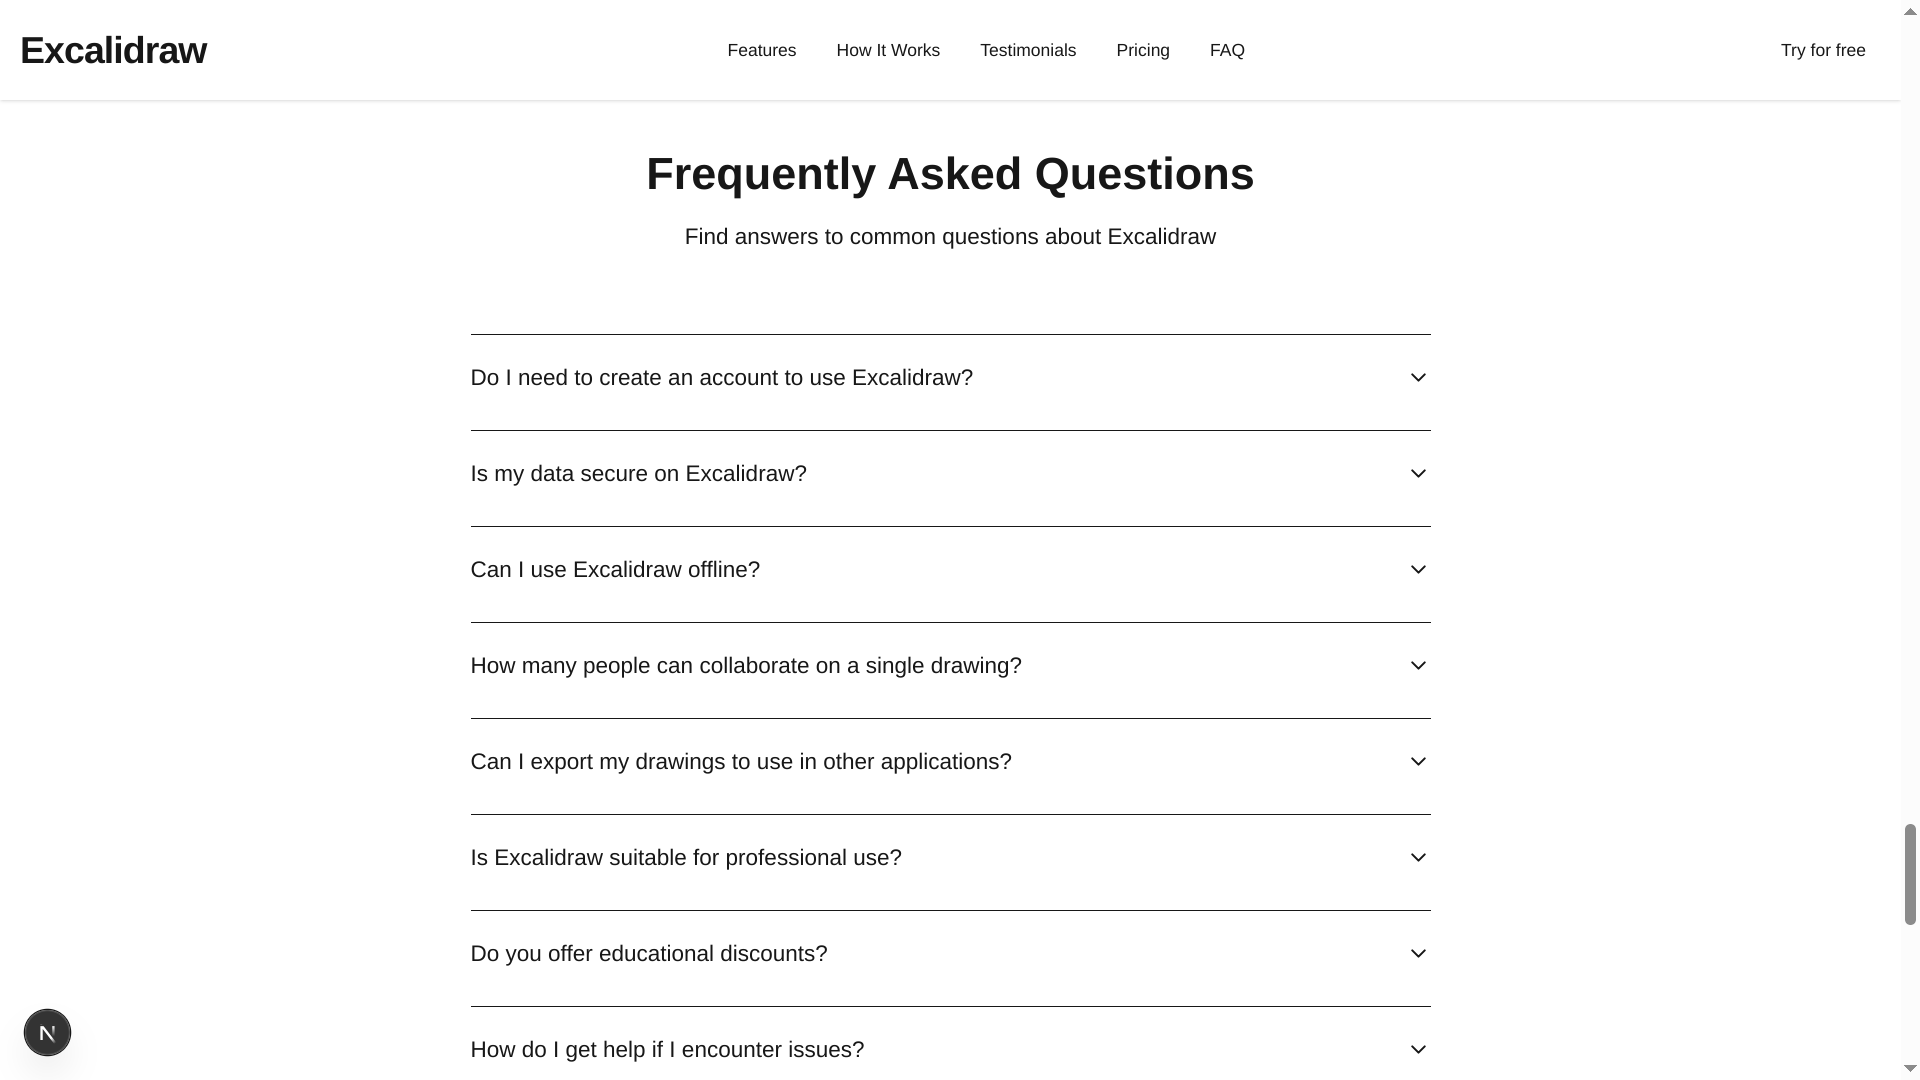 Excalidraw
Features
How It Works
Testimonials
Pricing
FAQ
Try for free
Frequently Asked Questions
Find answers to common questions about Excalidraw
Do I need to create an account to use Excalidraw?
Is my data secure on Excalidraw?
Can I use Excalidraw offline?
How many people can collaborate on a single drawing?
Can I export my drawings to use in other applications?
Is Excalidraw suitable for professional use?
Do you offer educational discounts?
How do I get help if I encounter issues?
N